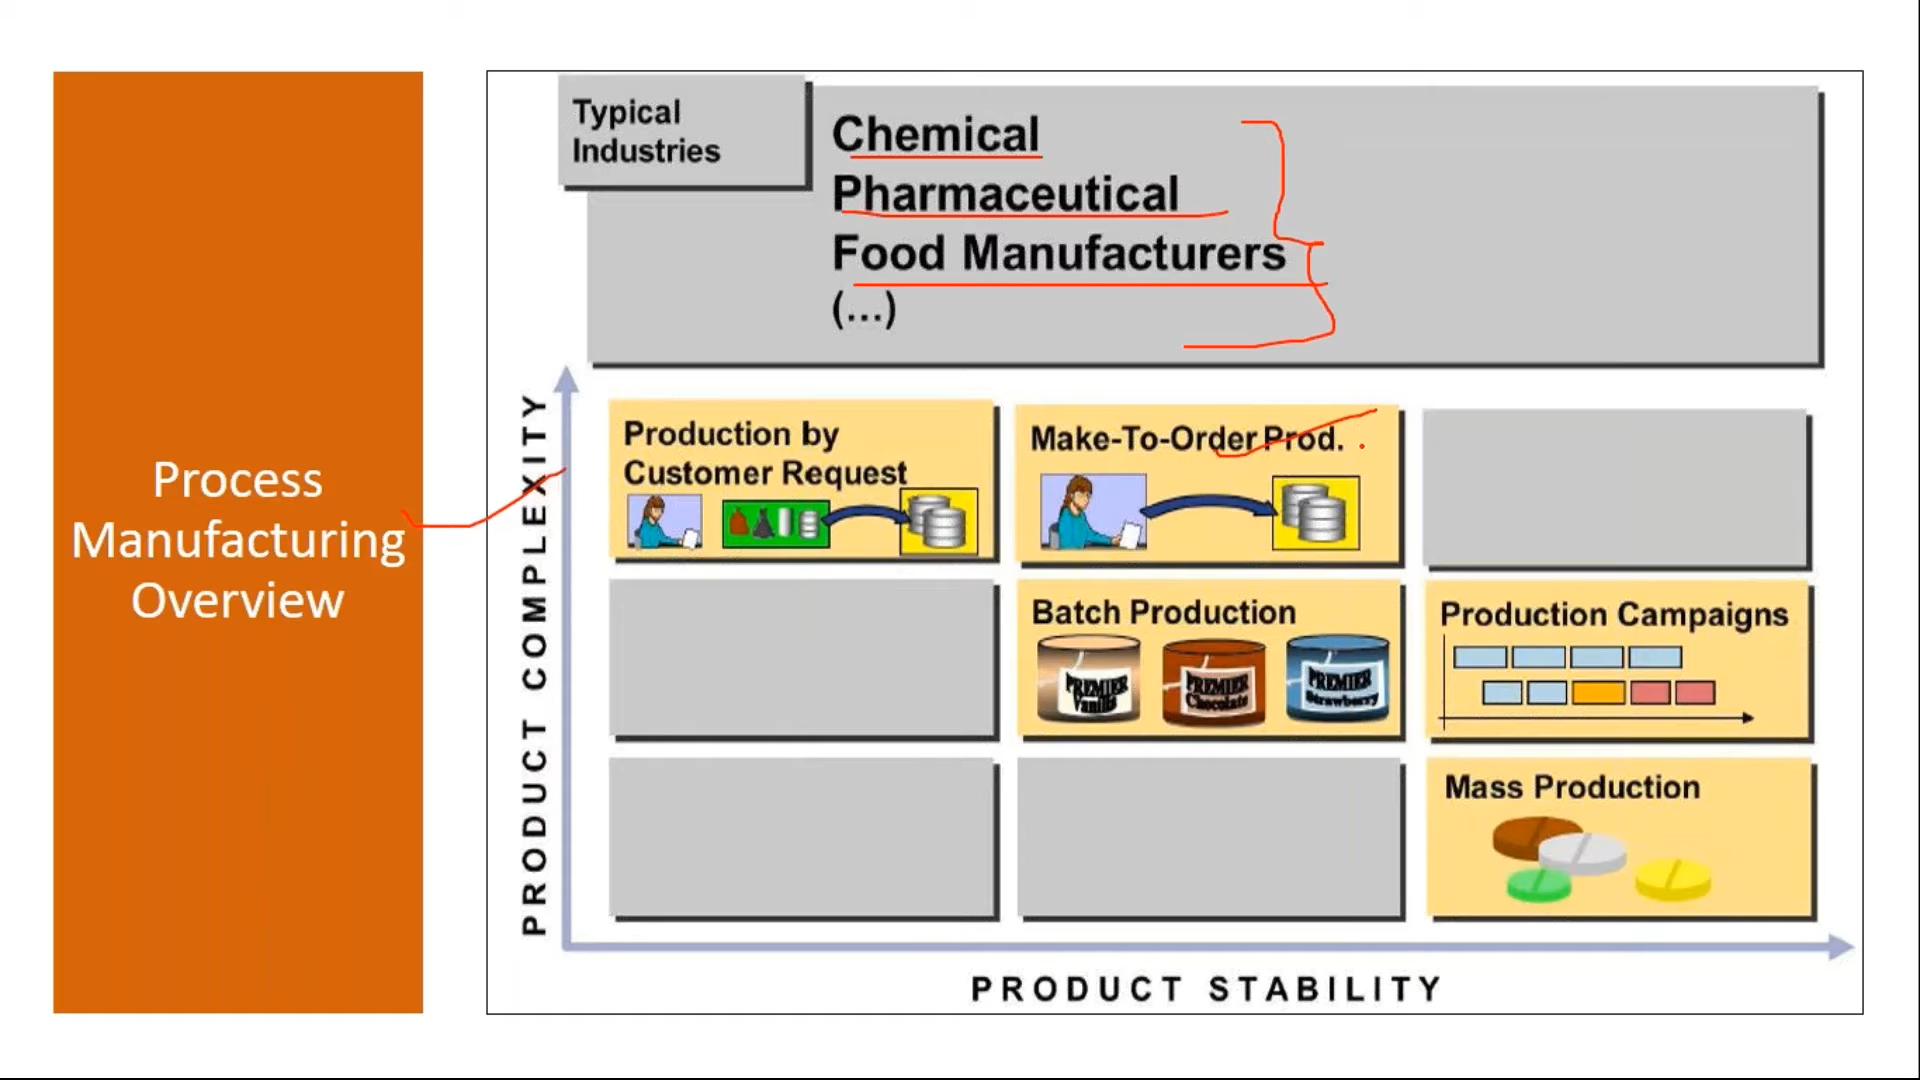 Process
Manufacturing
Overview
Typical
Industries
Chemical
Pharmaceutical
Food Manufacturers
(...)
PRODUCT COMPLEXITY
Production by
Customer Request
Make-To-Order Prod.
Batch Production
PREMIER
Vanilla
PREMIER
Chocolate
PREMIER
Strawberry
Production Campaigns
Mass Production
PRODUCT STABILITY